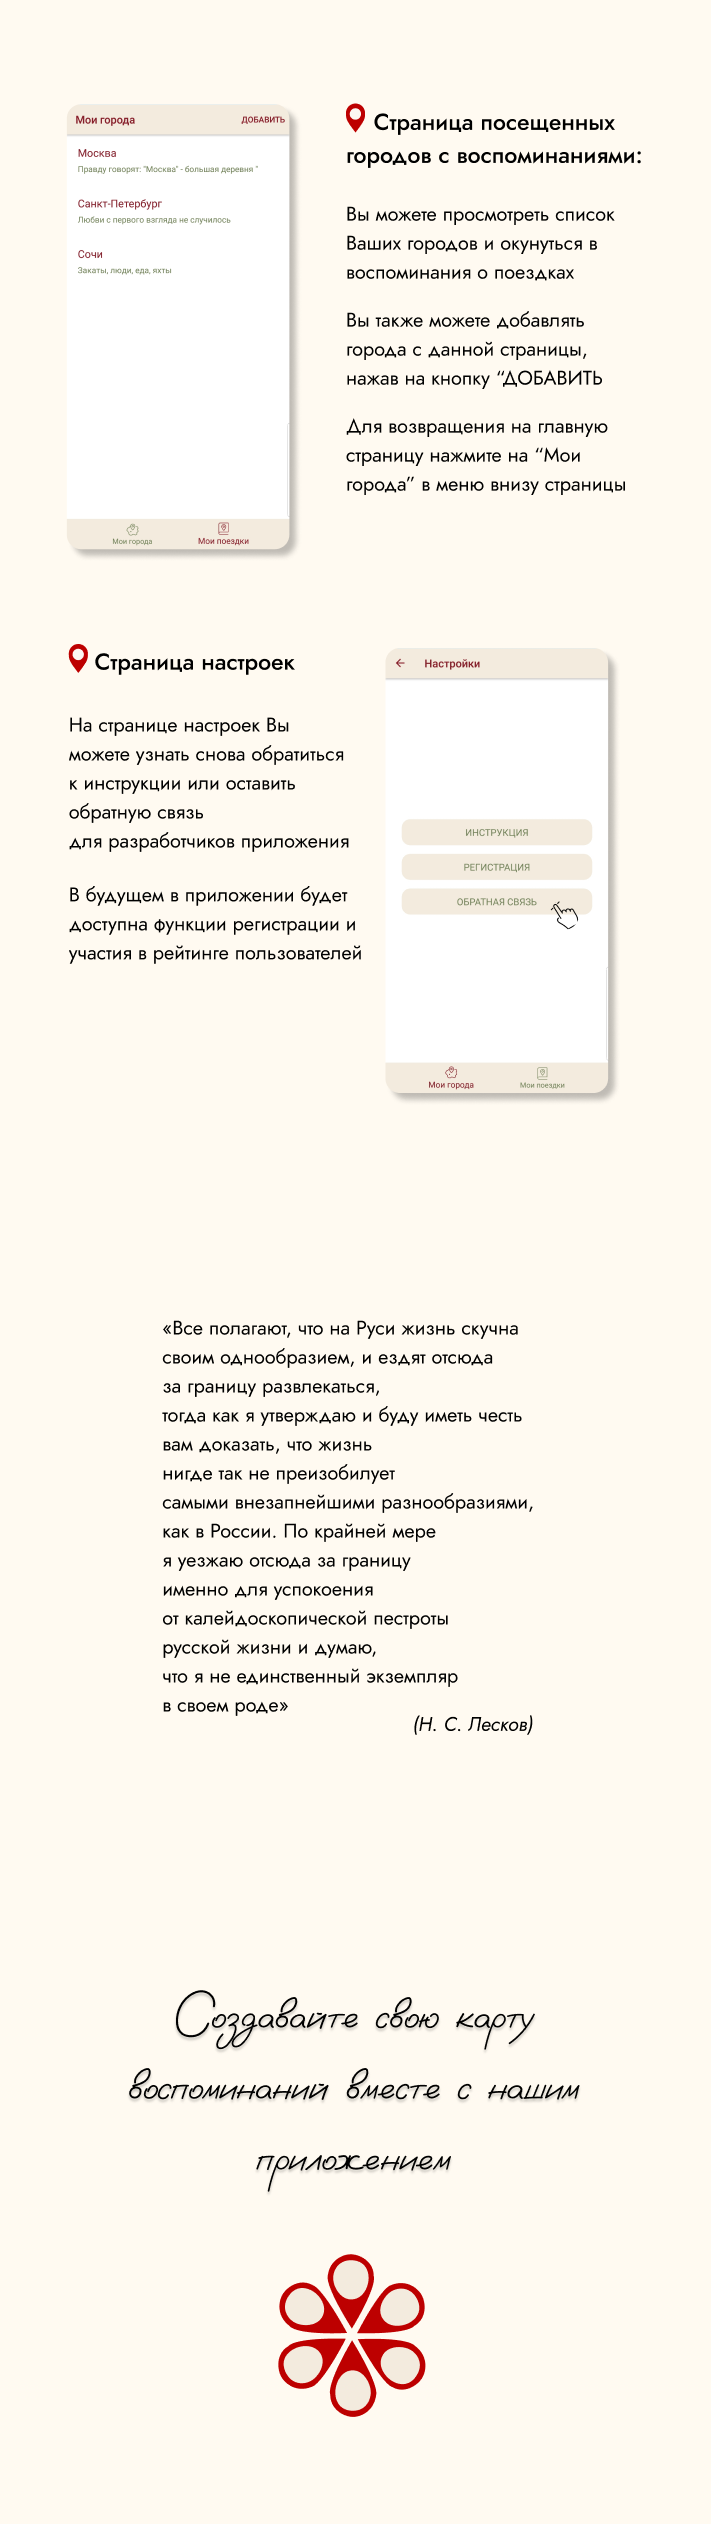 Мои города
ДОБАВИТЬ
Москва
Правду говорят: "Москва" - большая деревня "
Санкт-Петербург
Любви с первого взгляда не случилось
Сочи
Закаты, люди, еда, яхты
Мои города
Мои поездки
Страница посещенных
городов с воспоминаниями:
Вы можете просмотреть список
Ваших городов и окунуться в
воспоминания о поездках
Вы также можете добавлять
города с данной страницы,
нажав на кнопку “ДОБАВИТЬ
Для возвращения на главную
страницу нажмите на “Мои
города” в меню внизу страницы
Страница настроек
На странице настроек Вы
можете узнать снова обратиться
к инструкции или оставить
обратную связь
для разработчиков приложения
В будущем в приложении будет
доступна функции регистрации и
участия в рейтинге пользователей
Настройки
ИНСТРУКЦИЯ
РЕГИСТРАЦИЯ
ОБРАТНАЯ СВЯЗЬ
Мои города
Мои поездки
«Все полагают, что на Руси жизнь скучна
своим однообразием, и ездят отсюда
за границу развлекаться,
тогда как я утверждаю и буду иметь честь
вам доказать, что жизнь
нигде так не преизобилует
самыми внезапнейшими разнообразиями,
как в России. По крайней мере
я уезжаю отсюда за границу
именно для успокоения
от калейдоскопической пестроты
русской жизни и думаю,
что я не единственный экземпляр
в своем роде»
(Н. С. Лесков)
Создавайте свою карту
воспоминаний вместе с нашим
приложением